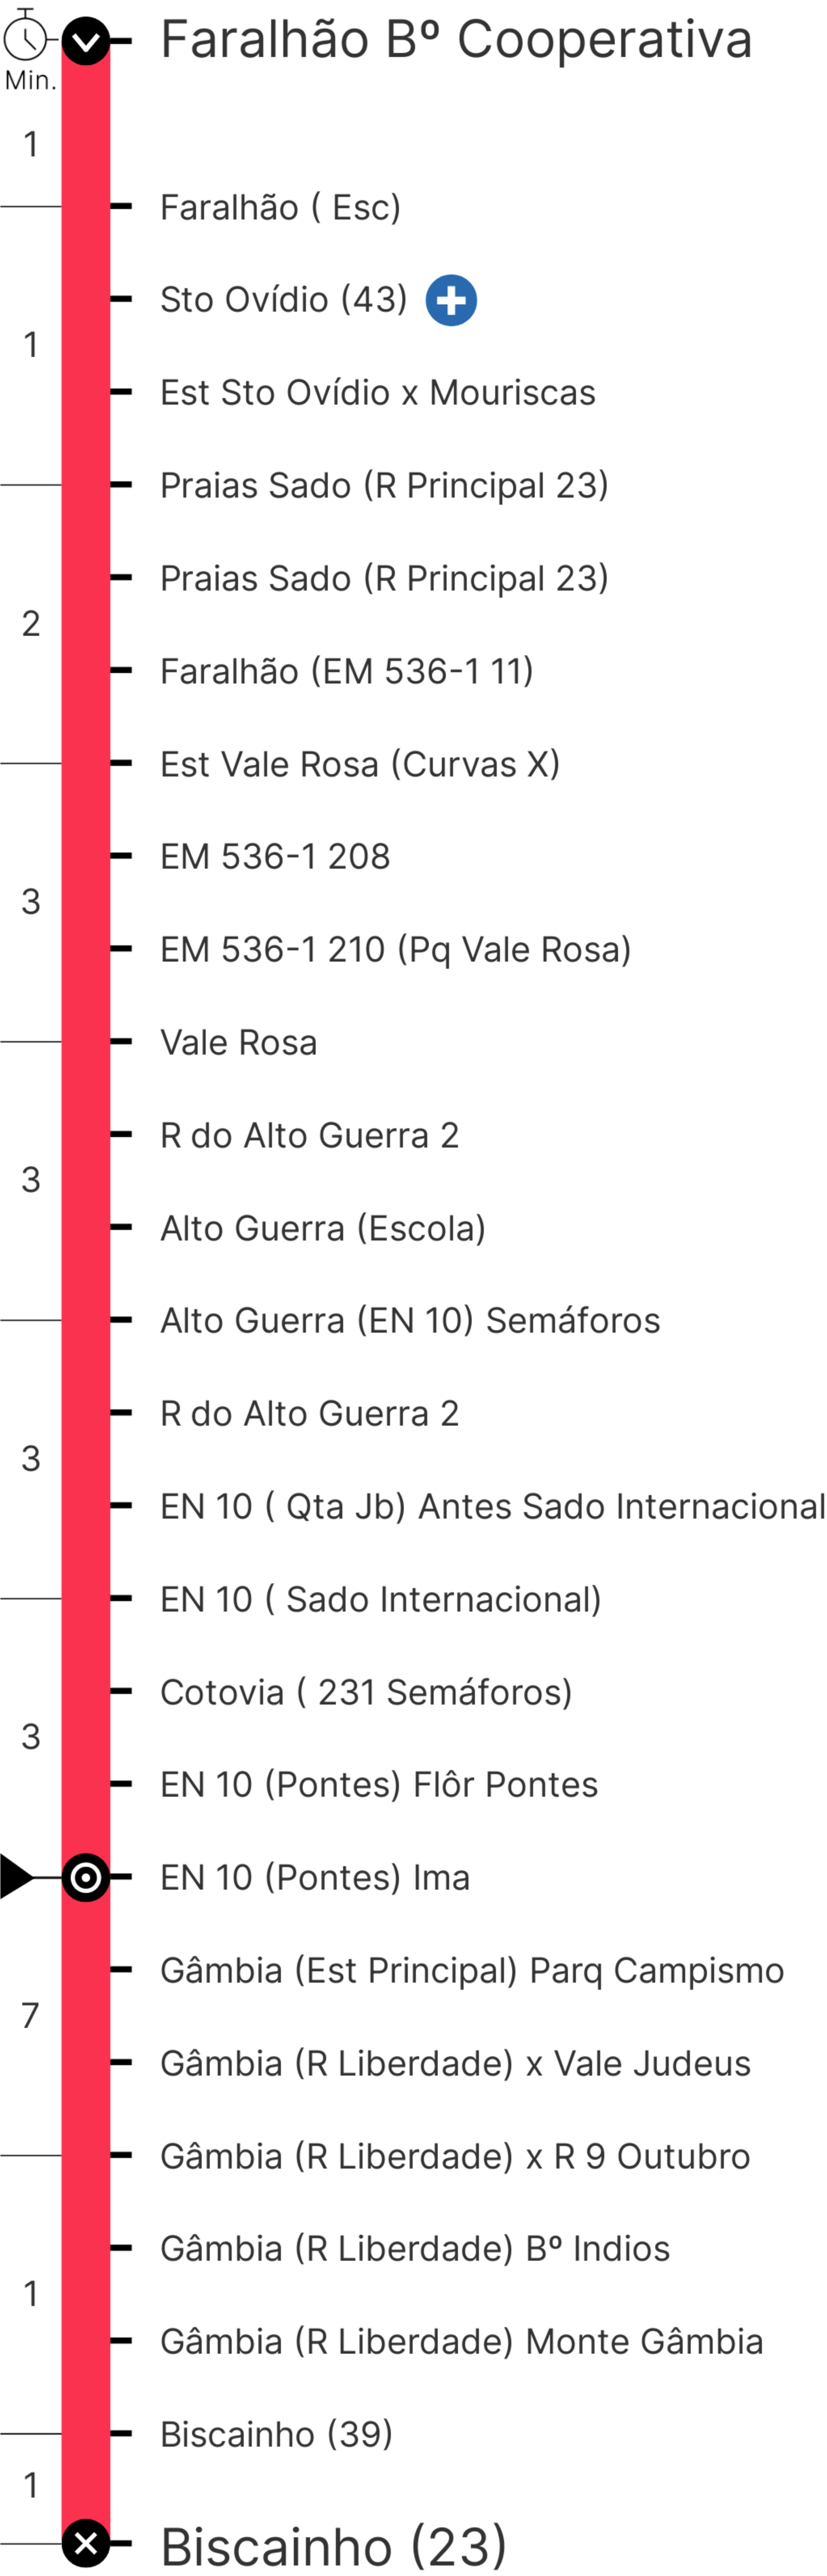 Faralhão Bº Cooperativa
Min.
1
Faralhão ( Esc)
Sto Ovídio (43)
1
Est Sto Ovídio x Mouriscas
Praias Sado (R Principal 23)
Praias Sado (R Principal 23)
2
Faralhão (EM 536-1 11)
Est Vale Rosa (Curvas X)
EM 536-1 208
3
EM 536-1 210 (Pq Vale Rosa)
Vale Rosa
R do Alto Guerra 2
3
Alto Guerra (Escola)
Alto Guerra (EN 10) Semáforos
R do Alto Guerra 2
3
EN 10 ( Qta Jb) Antes Sado Internacional
EN 10 ( Sado Internacional)
Cotovia ( 231 Semáforos)
3
EN 10 (Pontes) Flôr Pontes
EN 10 (Pontes) Ima
Gâmbia (Est Principal) Parq Campismo
7
Gâmbia (R Liberdade) x Vale Judeus
Gâmbia (R Liberdade) x R 9 Outubro
Gâmbia (R Liberdade) Bº Indios
1
Gâmbia (R Liberdade) Monte Gâmbia
Biscainho (39)
1
Biscainho (23)